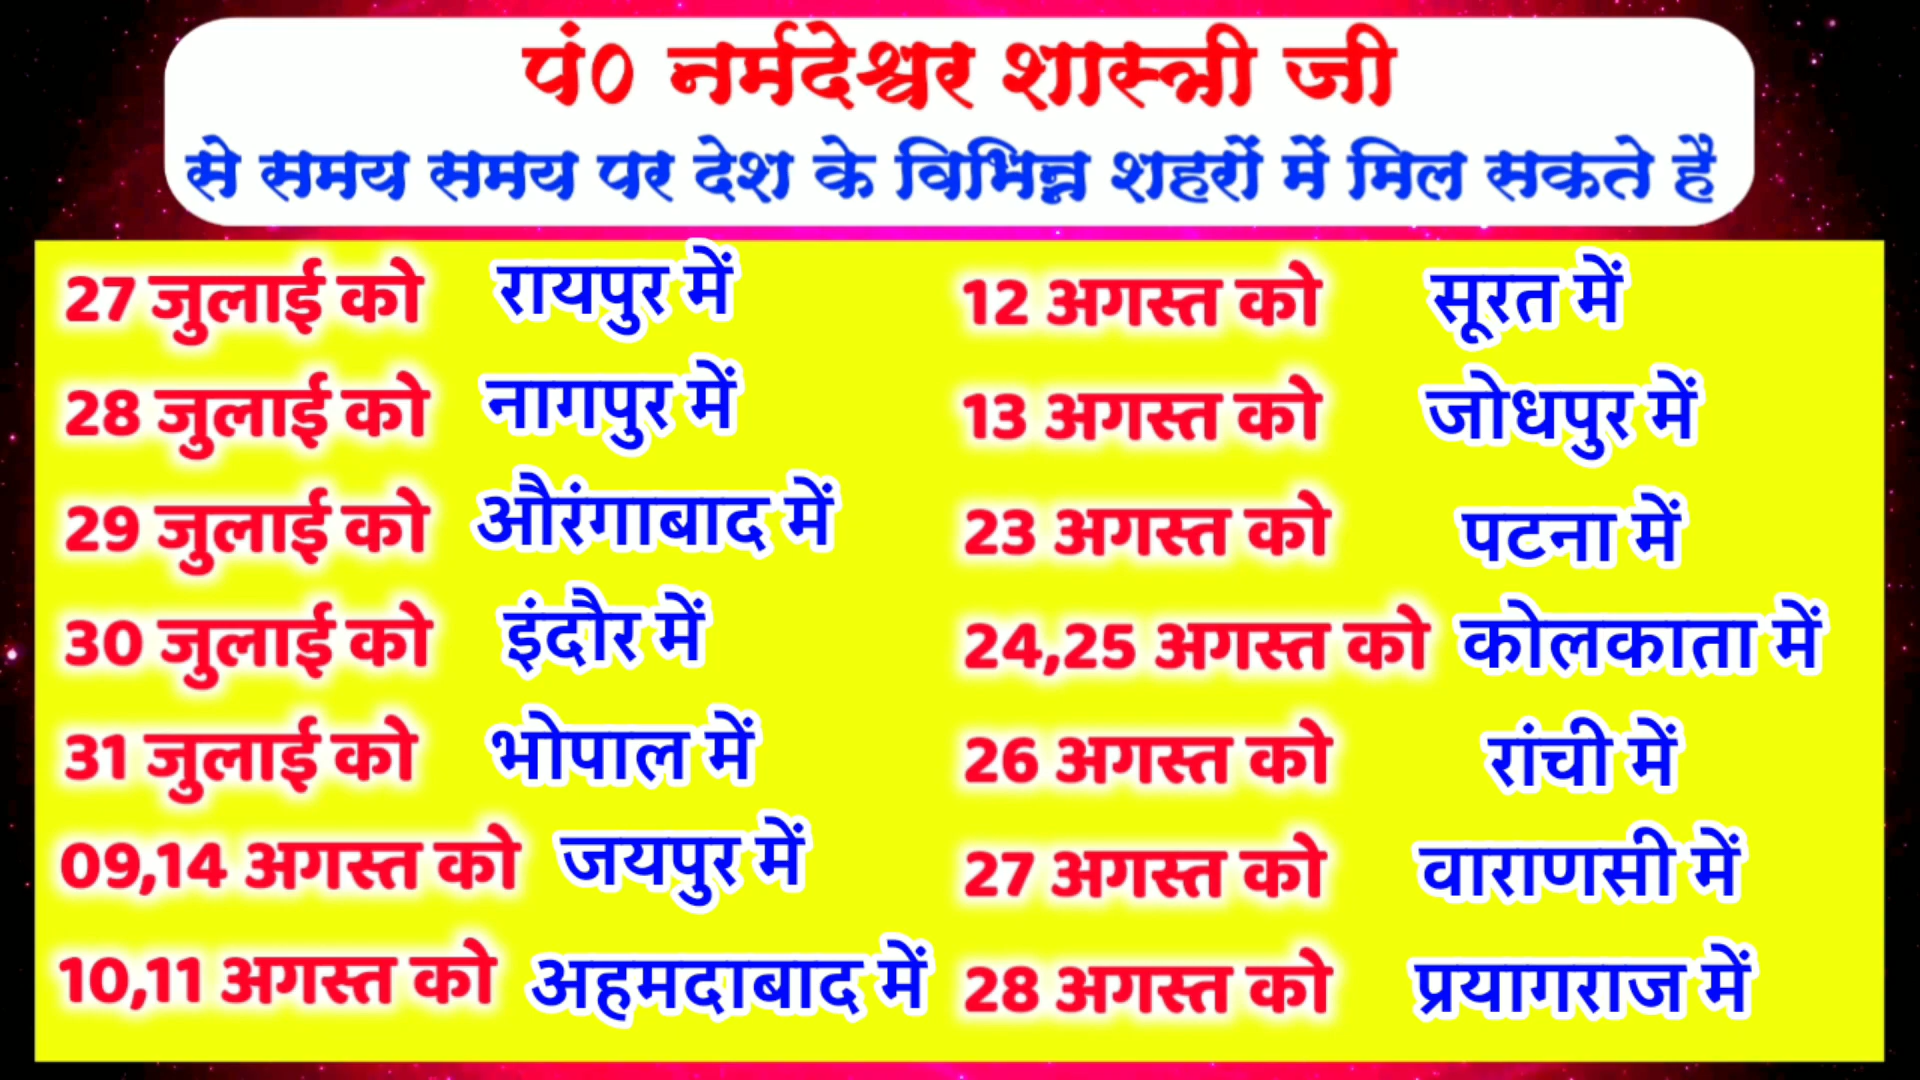 पं0 नर्मदेश्वर शास्त्री जी
से समय समय पर देश के विभिन्न शहरों में मिल सकते है
27 जुलाई को रायपुर में
28 जुलाई को नागपुर में
29 जुलाई को औरंगाबाद में
30 जुलाई को इंदौर में
31 जुलाई को भोपाल में
09,14 अगस्त को जयपुर में
10,11 अगस्त को अहमदाबाद में
12 अगस्त को सूरत में
13 अगस्त को जोधपुर में
23 अगस्त को पटना में
24,25 अगस्त को कोलकाता में
26 अगस्त को रांची में
27 अगस्त को वाराणसी में
28 अगस्त को प्रयागराज में